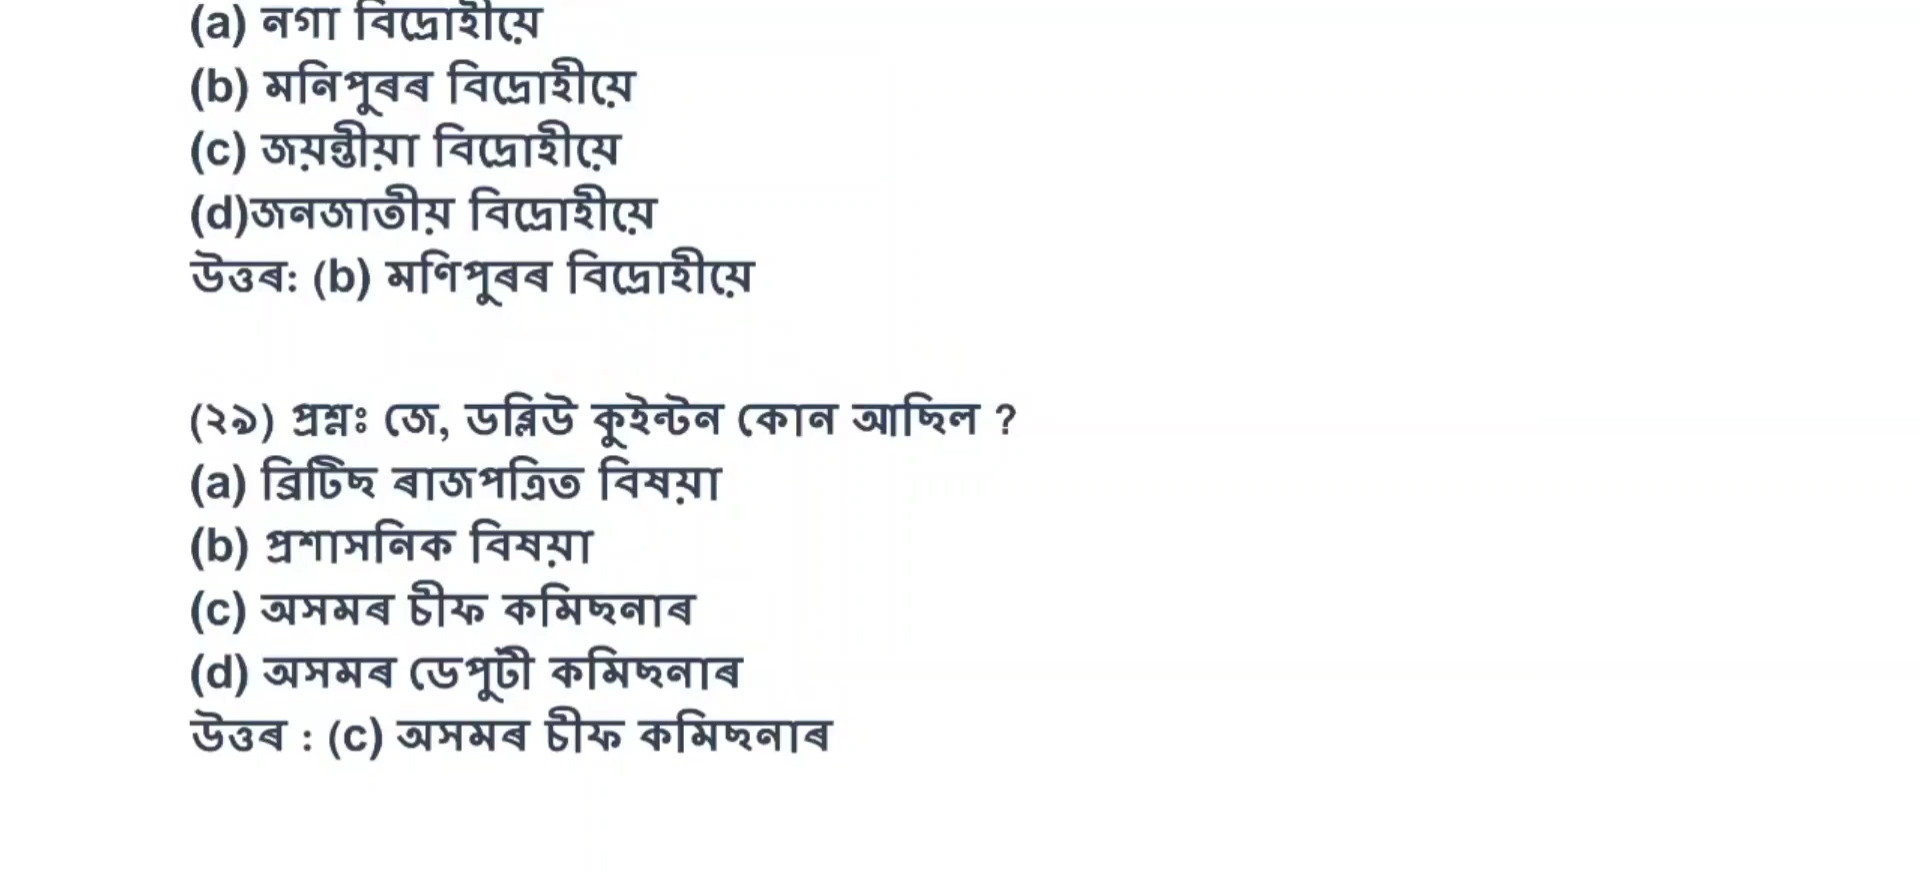 (a) নগা বিদ্ৰোহীয়ে
(b) মনিপুৰৰ বিদ্ৰোহীয়ে
(c) জয়ন্তীয়া বিদ্ৰোহীয়ে
(d)জনজাতীয় বিদ্ৰোহীয়ে
উত্তৰ: (b) মণিপুৰৰ বিদ্ৰোহীয়ে
(২৯) প্ৰশ্নঃ জে, ডব্লিউ কুইন্টন কোন আছিল ?
(a) ব্ৰিটিছ ৰাজপত্ৰিত বিষয়া
(b) প্ৰশাসনিক বিষয়া
(c) অসমৰ চীফ কমিছনাৰ
(d) অসমৰ ডেপুটী কমিছনাৰ
উত্তৰ : (c) অসমৰ চীফ কমিছনাৰ